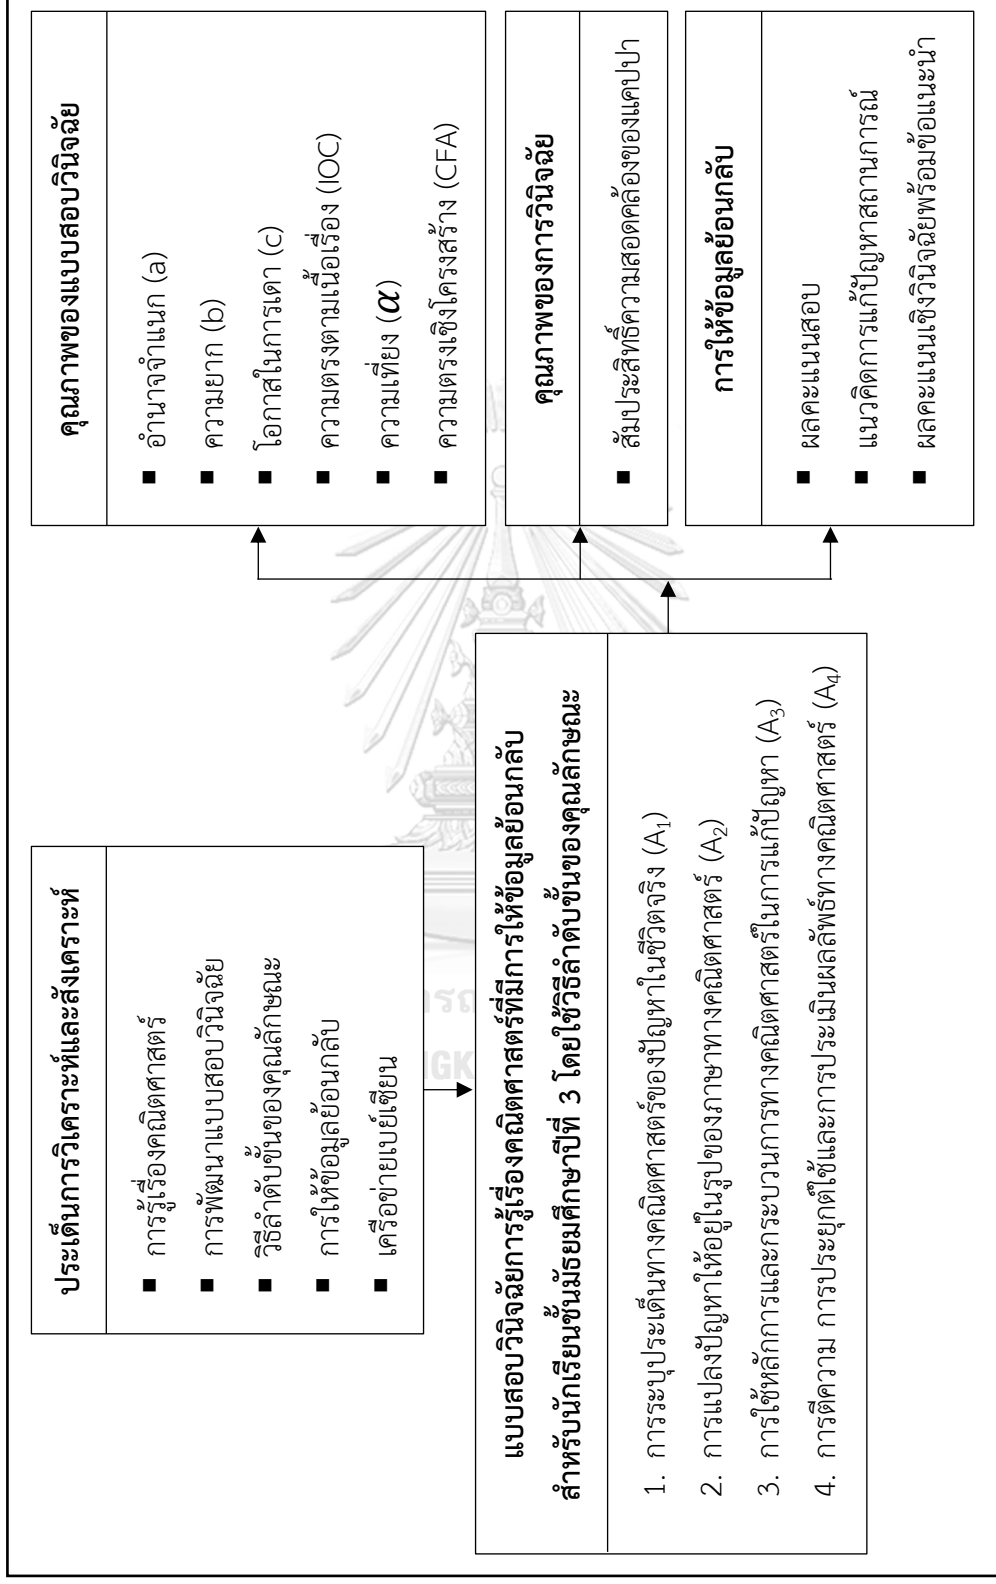 ประเด็นการวิเคราะห์และสังเคราะห์
■ การรู้เรื่องคณิตศาสตร์
■ การพัฒนาแบบสอบวินิจฉัย
■ วิธีลำดับขั้นของคุณลักษณะ
■ การให้ข้อมูลย้อนกลับ
■ เครือข่ายเบย์เซียน
แบบสอบวินิจฉัยการรู้เรื่องคณิตศาสตร์ที่มีการให้ข้อมูลย้อนกลับ
สำหรับนักเรียนชั้นมัธยมศึกษาปีที่ 3 โดยใช้วิธีลำดับขั้นของคุณลักษณะ
1. การระบุประเด็นทางคณิตศาสตร์ของปัญหาในชีวิตจริง (A₁)
2. การแปลงปัญหาให้อยู่ในรูปของภาษาทางคณิตศาสตร์ (A₂)
3. การใช้หลักการและกระบวนการทางคณิตศาสตร์ในการแก้ปัญหา (A₃)
4. การตีความ การประยุกต์ใช้และการประเมินผลลัพธ์ทางคณิตศาสตร์ (A₄)
คุณภาพของแบบสอบวินิจฉัย
■ อำนาจจำแนก (a)
■ ความยาก (b)
■ โอกาสในการเดา (c)
■ ความตรงตามเนื้อเรื่อง (IOC)
■ ความเที่ยง (α)
■ ความตรงเชิงโครงสร้าง (CFA)
คุณภาพของการวินิจฉัย
■ สัมประสิทธิ์ความสอดคล้องของแคปปา
การให้ข้อมูลย้อนกลับ
■ ผลคะแนนสอบ
■ แนวคิดการแก้ปัญหาสถานการณ์
■ ผลคะแนนเชิงวินิจฉัยพร้อมข้อแนะนำ